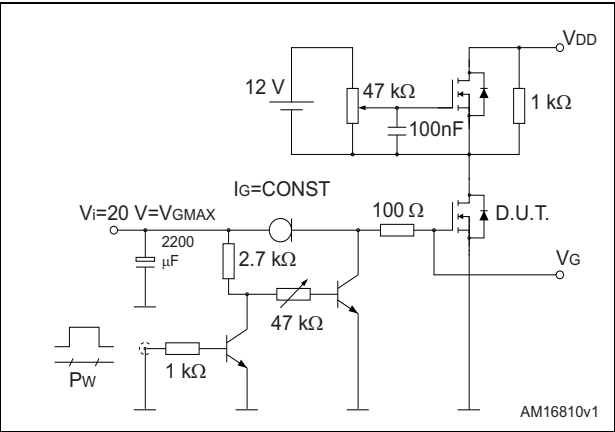 VDD
12 V
47 kΩ
1 kΩ
100nF
IG=CONST
Vi=20 V=VGMAX
100 Ω
D.U.T.
2200
μF
2.7 kΩ
VG
47 kΩ
1 kΩ
PW
AM16810v1